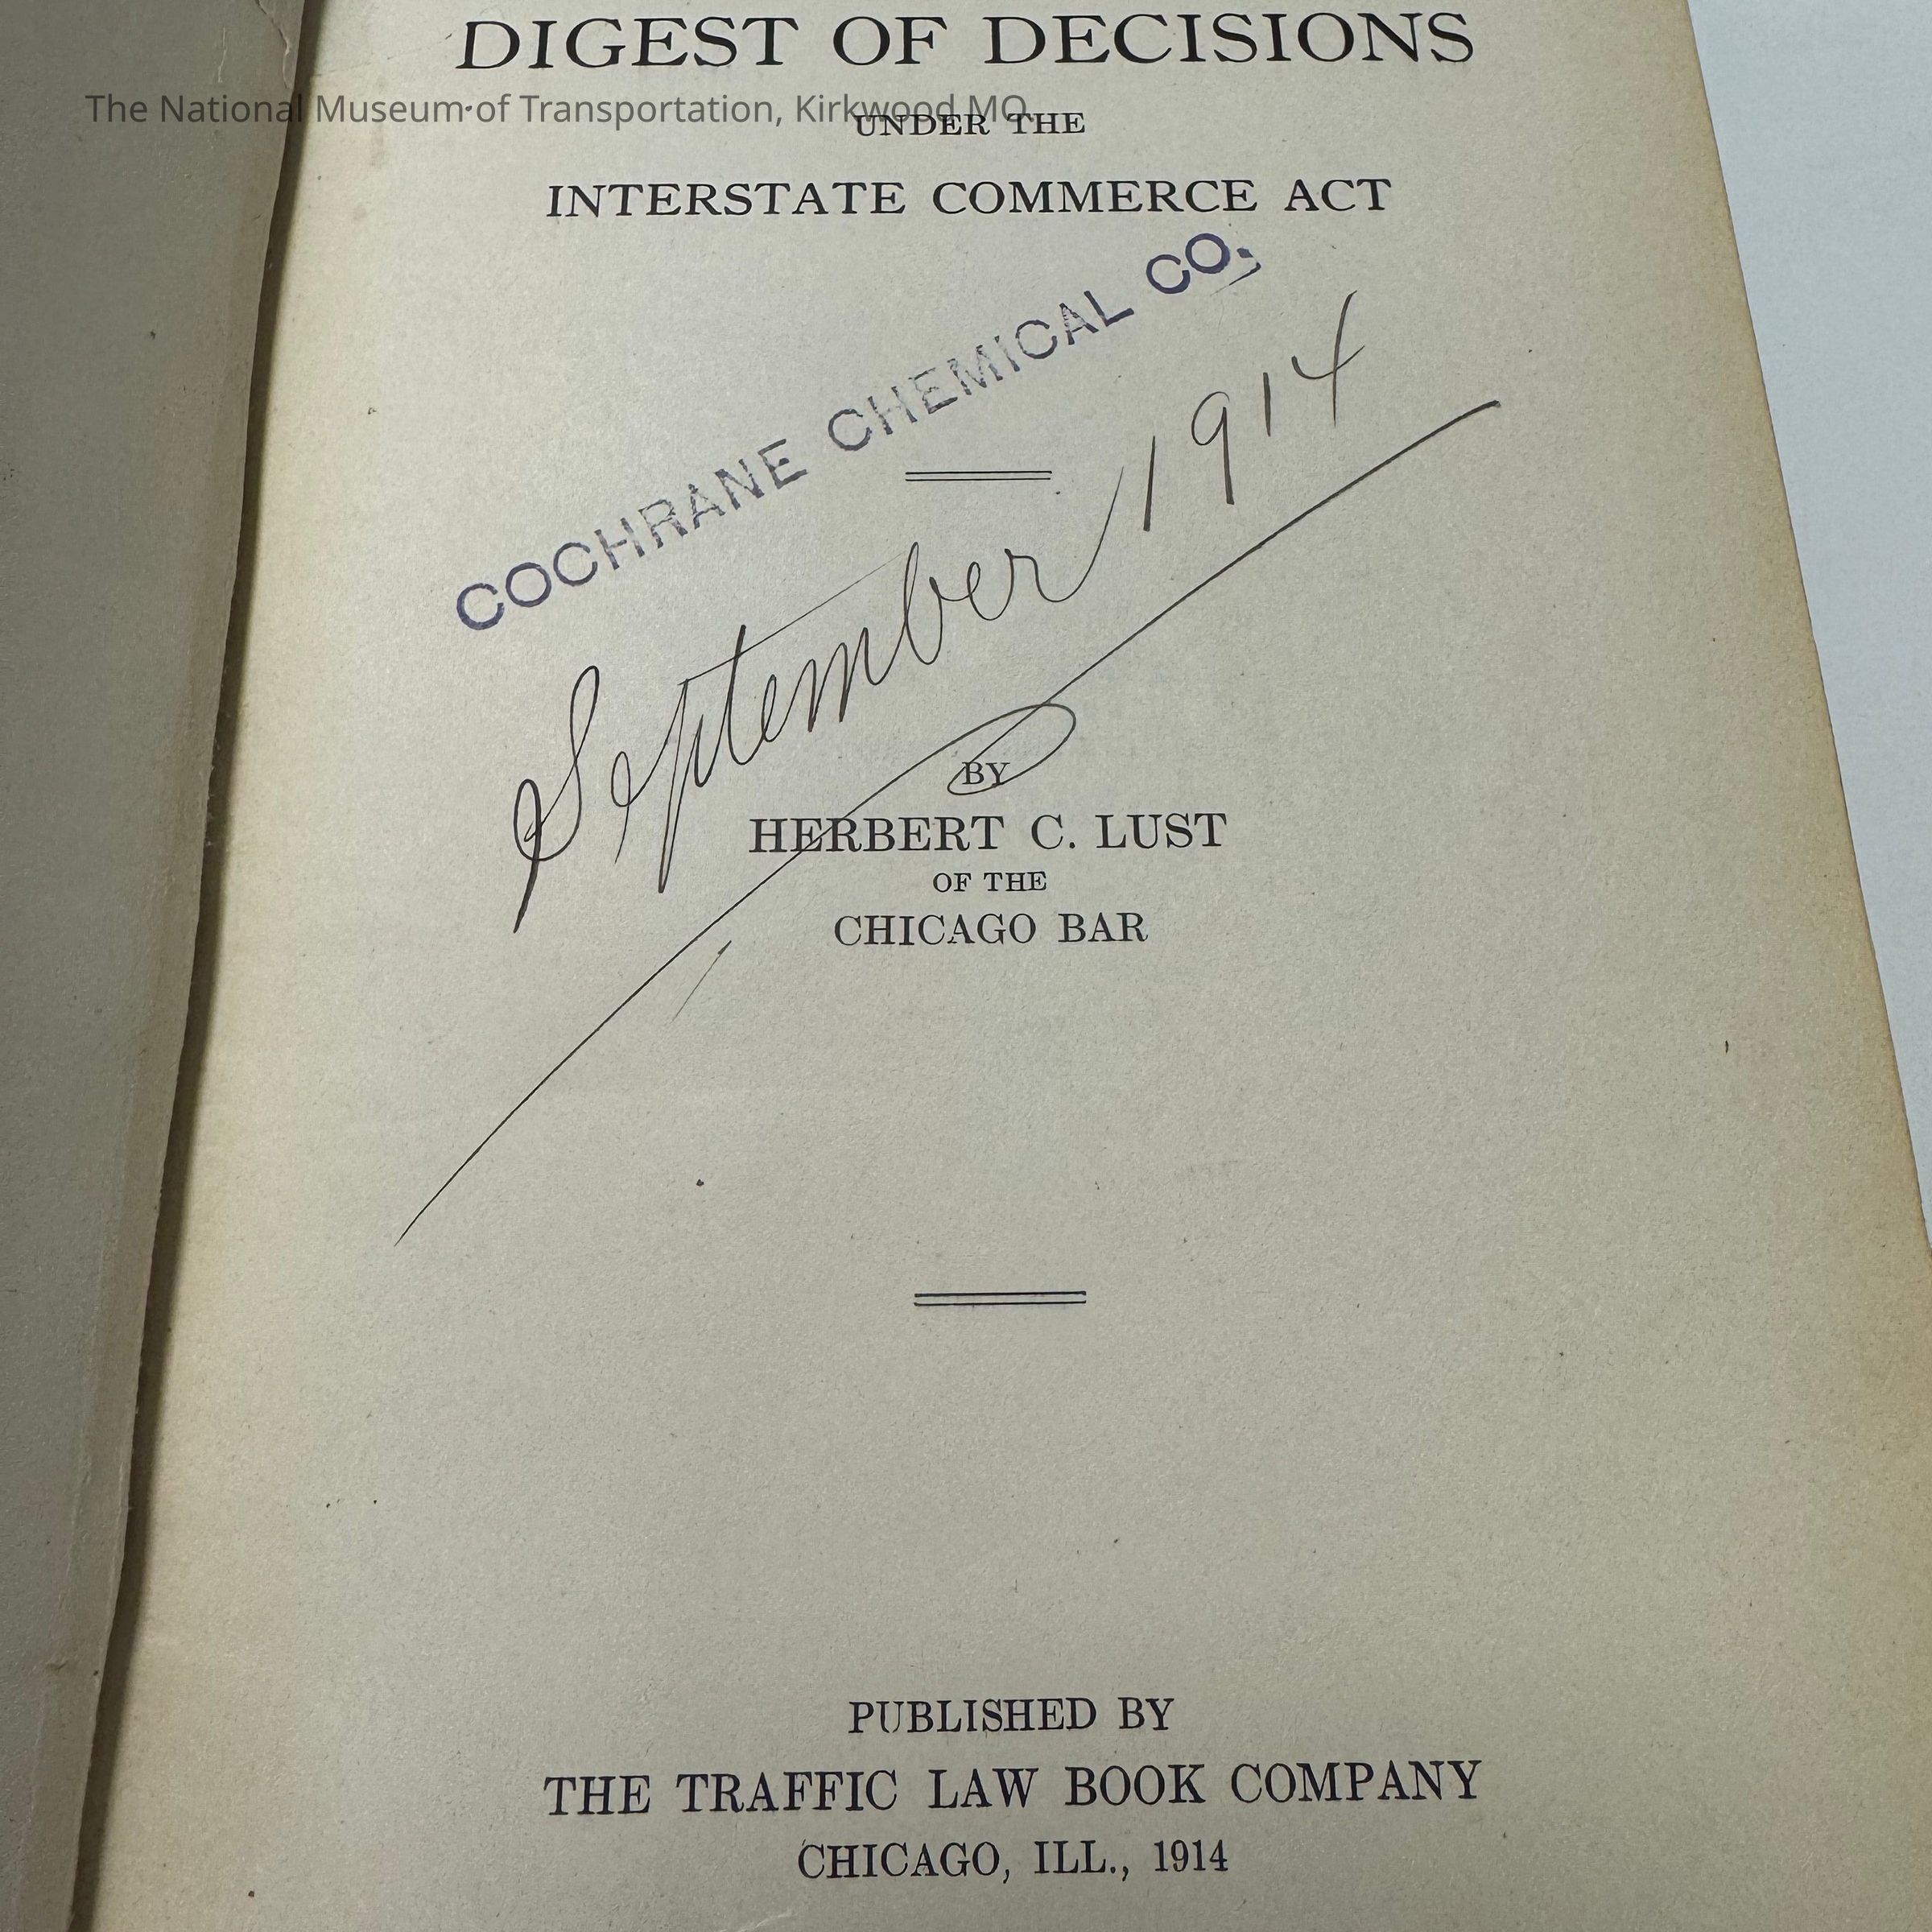 DIGEST OF DECISIONS
The National Museum of Transportation, Kirkwood MO
UNDER THE
INTERSTATE COMMERCE ACT
COCHRANE CHEMICAL CO.
September 1914
BY
HERBERT C. LUST
OF THE
CHICAGO BAR
PUBLISHED BY
THE TRAFFIC LAW BOOK COMPANY
CHICAGO, ILL., 1914